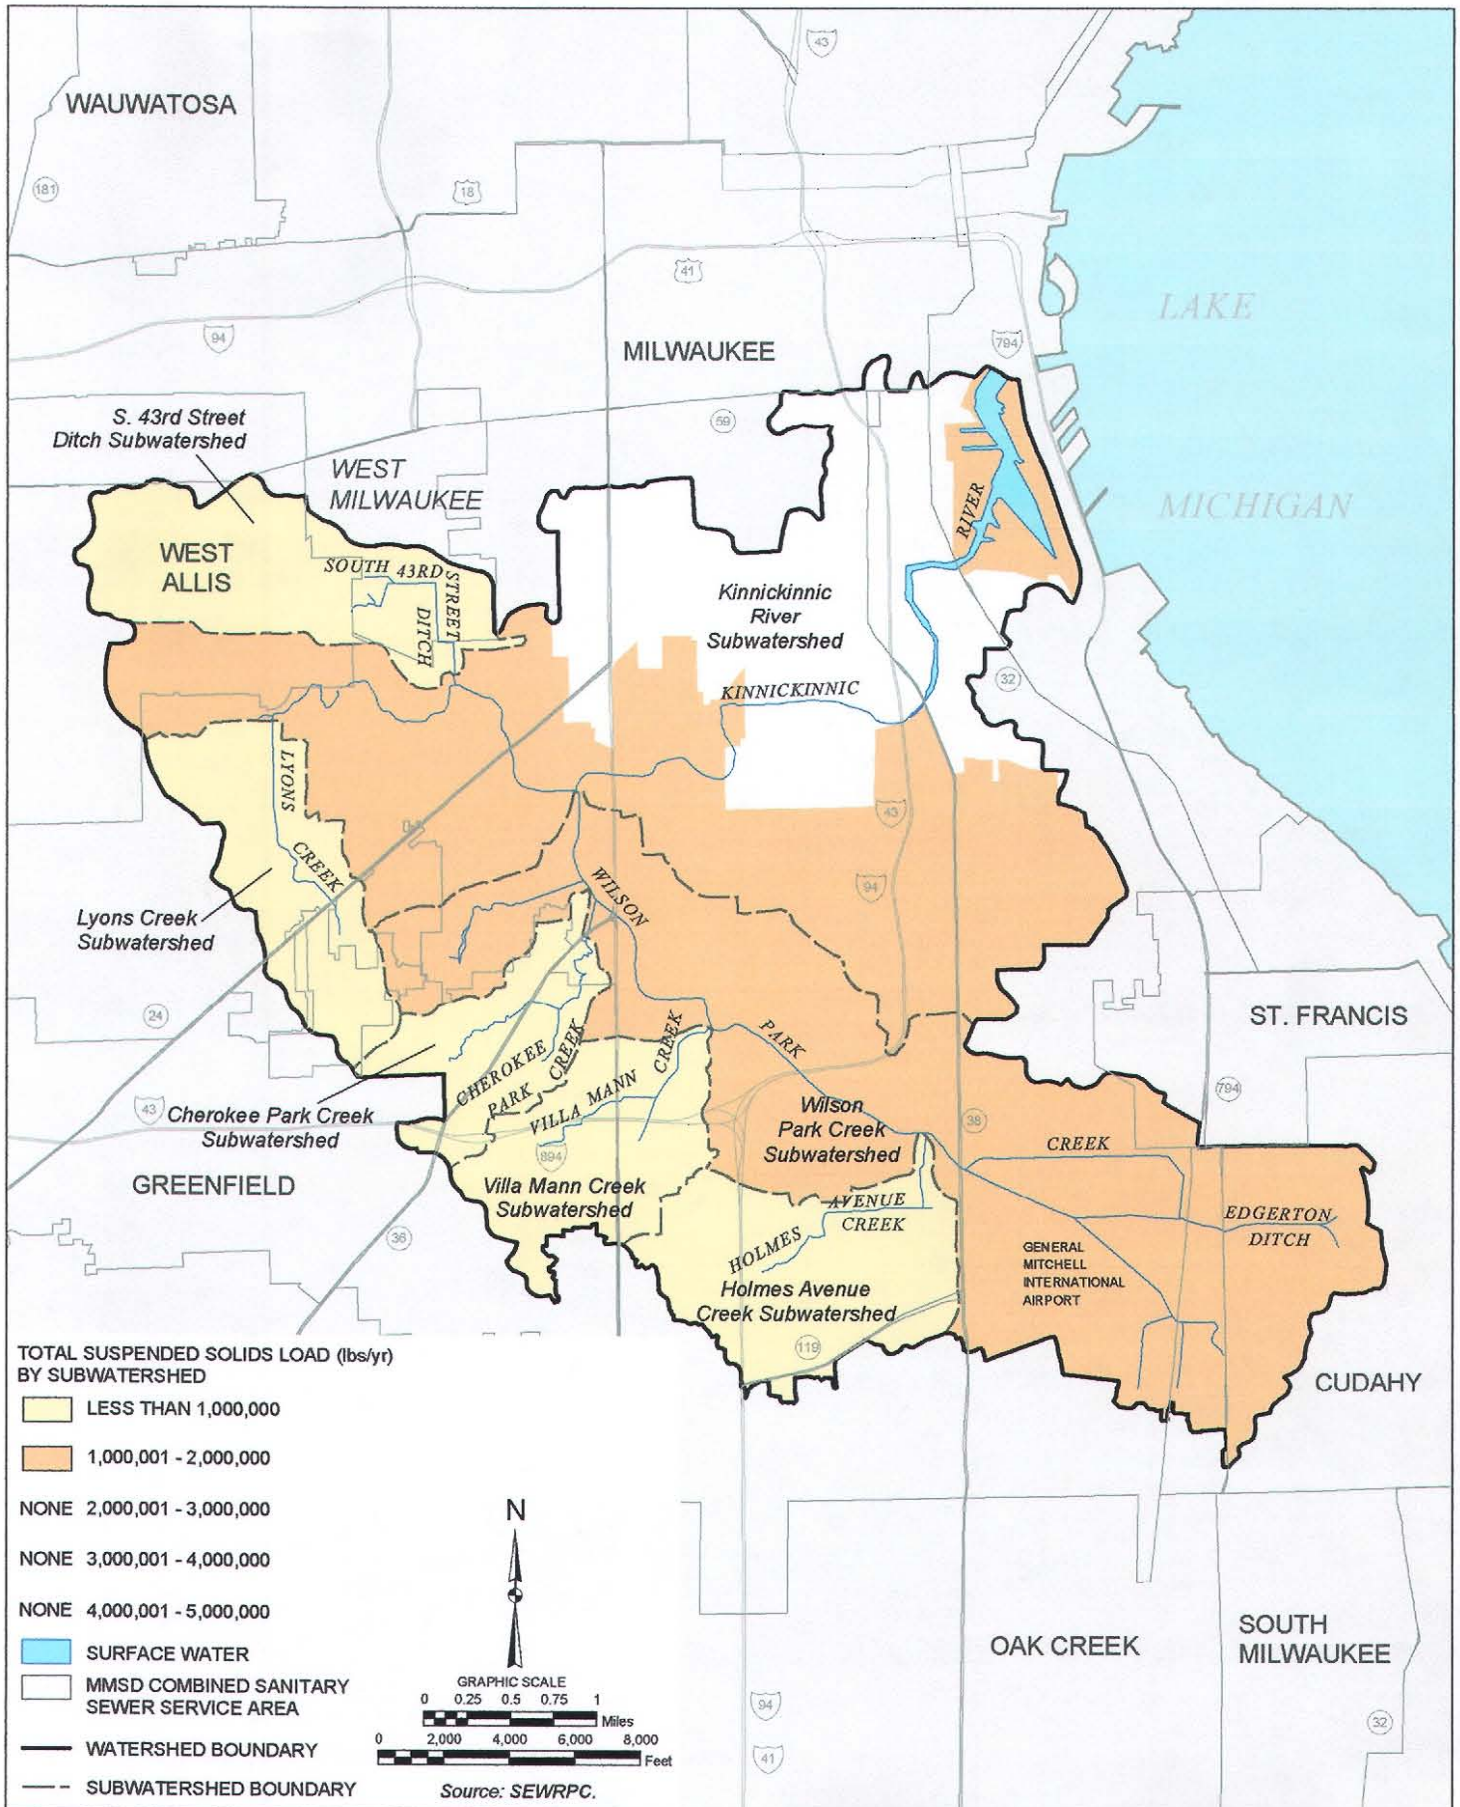 43
WAUWATOSA
181
18
41
LAKE
94
794
MILWAUKEE
S. 43rd Street
Ditch Subwatershed
59
WEST
MILWAUKEE
RIVER
MICHIGAN
WEST
ALLIS
SOUTH 43RD
STREET
DITCH
Kinnickinnic
River
Subwatershed
32
KINNICKINNIC
LYONS
CREEK
43
94
WILSON
Lyons Creek
Subwatershed
24
ST. FRANCIS
PARK
CREEK
CHEROKEE
PARK CREEK
VILLA MANN
43
Cherokee Park Creek
Subwatershed
794
Wilson
Park Creek
Subwatershed
38
CREEK
894
GREENFIELD
Villa Mann Creek
Subwatershed
AVENUE
CREEK
HOLMES
EDGERTON
DITCH
36
GENERAL
MITCHELL
INTERNATIONAL
AIRPORT
Holmes Avenue
Creek Subwatershed
119
CUDAHY
TOTAL SUSPENDED SOLIDS LOAD (lbs/yr)
BY SUBWATERSHED
LESS THAN 1,000,000
1,000,001 - 2,000,000
NONE 2,000,001 - 3,000,000
NONE 3,000,001 - 4,000,000
NONE 4,000,001 - 5,000,000
SURFACE WATER
MMSD COMBINED SANITARY
SEWER SERVICE AREA
WATERSHED BOUNDARY
SUBWATERSHED BOUNDARY
N
GRAPHIC SCALE
0 0.25 0.5 0.75 1
Miles
0 2,000 4,000 6,000 8,000
Feet
Source: SEWRPC.
OAK CREEK
SOUTH
MILWAUKEE
94
41
32